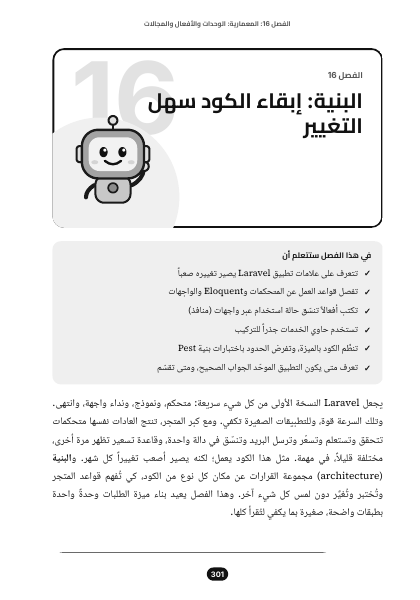 الفصل 16: المعمارية: الوحدات والأفعال والمجالات
16
الفصل 16
البنية: إبقاء الكود سهل
التغيير
في هذا الفصل ستتعلم أن
✓ تتعرف على علامات تطبيق Laravel يصير تغييره صعباً
✓ تفصل قواعد العمل عن المتحكمات وEloquent والواجهات
✓ تكتب أفعالاً تنسّق حالة استخدام عبر واجهات (منافذ)
✓ تستخدم حاوي الخدمات جذراً للتركيب
✓ تنظّم الكود بالميزة، وتفرض الحدود باختبارات بنية Pest
✓ تعرف متى يكون التطبيق الموحّد الجواب الصحيح، ومتى تقسّم
يجعل Laravel النسخة الأولى من كل شيء سريعة: متحكم، ونموذج، ونداء واجهة، وانتهى.
وتلك السرعة قوة، وللتطبيقات الصغيرة تكفي. ومع كبر المتجر، تنتج العادات نفسها متحكمات
تتحقق وتستعلم وتسعّر وترسل البريد وتنسّق في دالة واحدة، وقاعدة تسعير تظهر مرة أخرى،
مختلفة قليلاً، في مهمة. مثل هذا الكود يعمل؛ لكنه يصير أصعب تغييراً كل شهر. والبنية
(architecture) مجموعة القرارات عن مكان كل نوع من الكود، كي تُفهم قواعد المتجر
وتُختبر وتُغيَّر دون لمس كل شيء آخر. وهذا الفصل يعيد بناء ميزة الطلبات وحدةً واحدة
بطبقات واضحة، صغيرة بما يكفي لتُقرأ كلها.
301